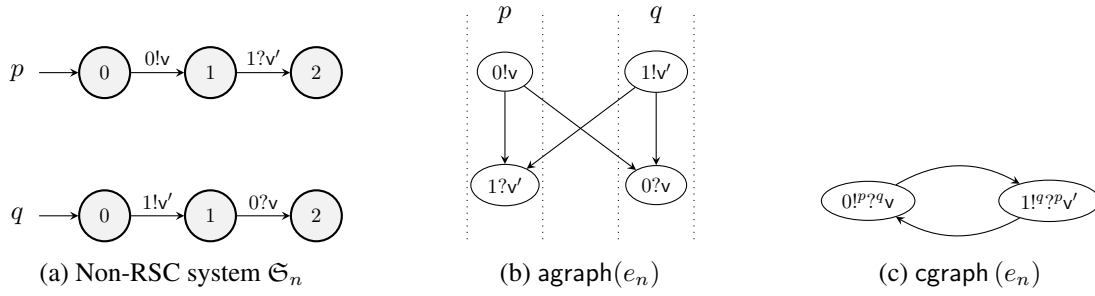 p q
p 0 0!v 1 1?v′ 2
0!v 1!v′
1?v′ 0?v
0!ᵖ?ᵠv 1!ᵠ?ᵖv′
q 0 1!v′ 1 0?v 2
(a) Non-RSC system 𝔖ₙ (b) agraph(eₙ) (c) cgraph (eₙ)